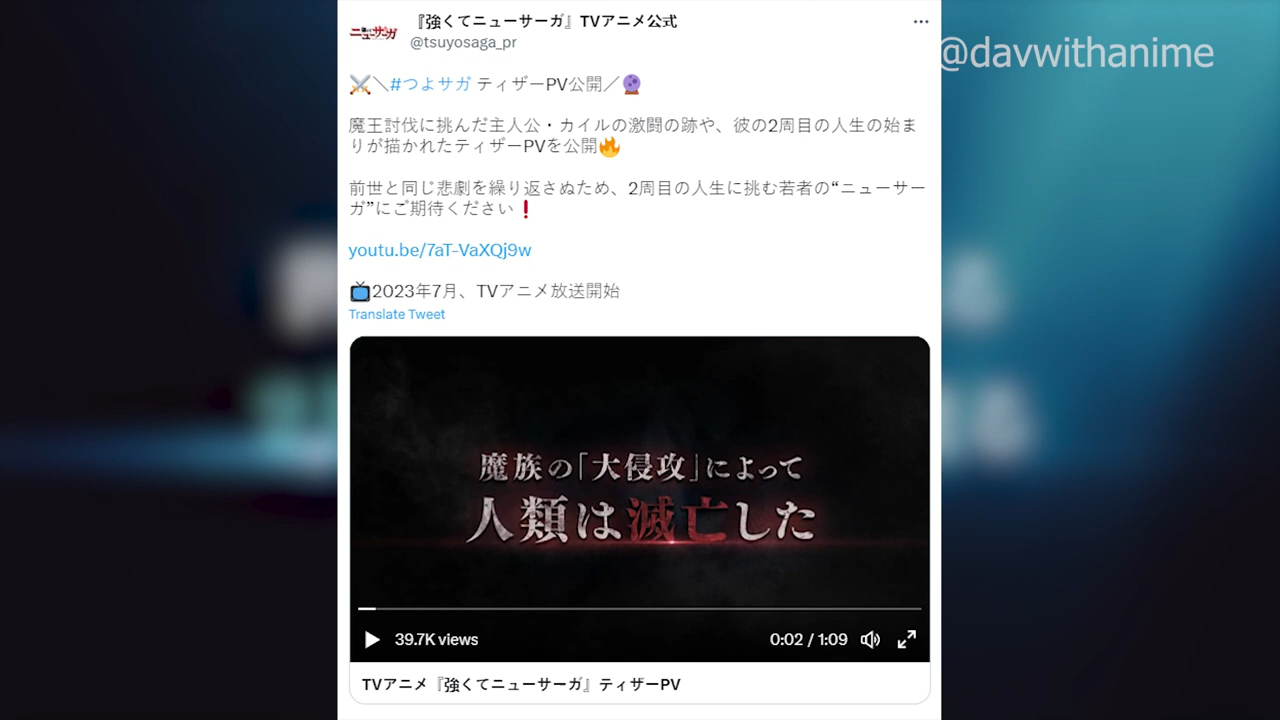 『強くてニューサーガ』TVアニメ公式
@tsuyosaga_pr
@davwithanime
ニューサーガ
⚔️＼#つよサガ ティザーPV公開／🔮
魔王討伐に挑んだ主人公・カイルの激闘の跡や、彼の2周目の人生の始ま
りが描かれたティザーPVを公開🔥
前世と同じ悲劇を繰り返さぬため、2周目の人生に挑む若者の“ニューサー
ガ”にご期待ください❗
youtu.be/7aT-VaXQj9w
📺2023年7月、TVアニメ放送開始
Translate Tweet
魔族の「大侵攻」によって
人類は滅亡した
39.7K views
0:02 / 1:09
TVアニメ『強くてニューサーガ』ティザーPV